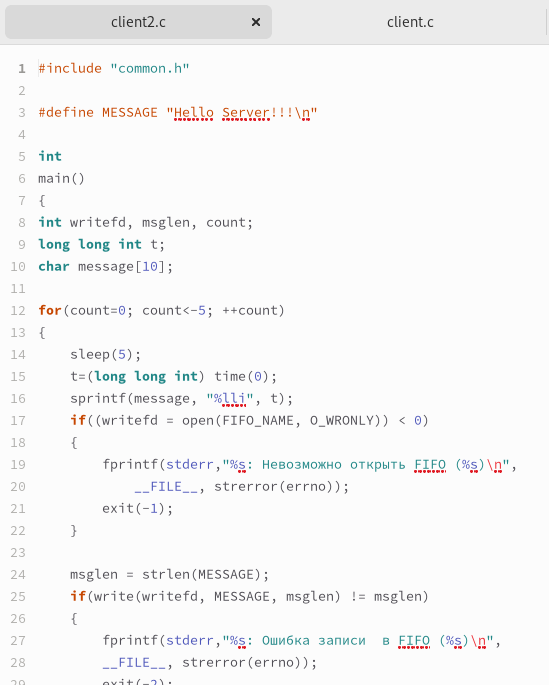 client2.c × client.c
1 #include "common.h"
2
3 #define MESSAGE "Hello Server!!!\n"
4
5 int
6 main()
7 {
8 int writefd, msglen, count;
9 long long int t;
10 char message[10];
11
12 for(count=0; count<-5; ++count)
13 {
14     sleep(5);
15     t=(long long int) time(0);
16     sprintf(message, "%lli", t);
17     if((writefd = open(FIFO_NAME, O_WRONLY)) < 0)
18     {
19         fprintf(stderr,"%s: Невозможно открыть FIFO (%s)\n",
20             __FILE__, strerror(errno));
21         exit(-1);
22     }
23
24     msglen = strlen(MESSAGE);
25     if(write(writefd, MESSAGE, msglen) != msglen)
26     {
27         fprintf(stderr,"%s: Ошибка записи  в FIFO (%s)\n",
28         __FILE__, strerror(errno));
29         exit(-2);